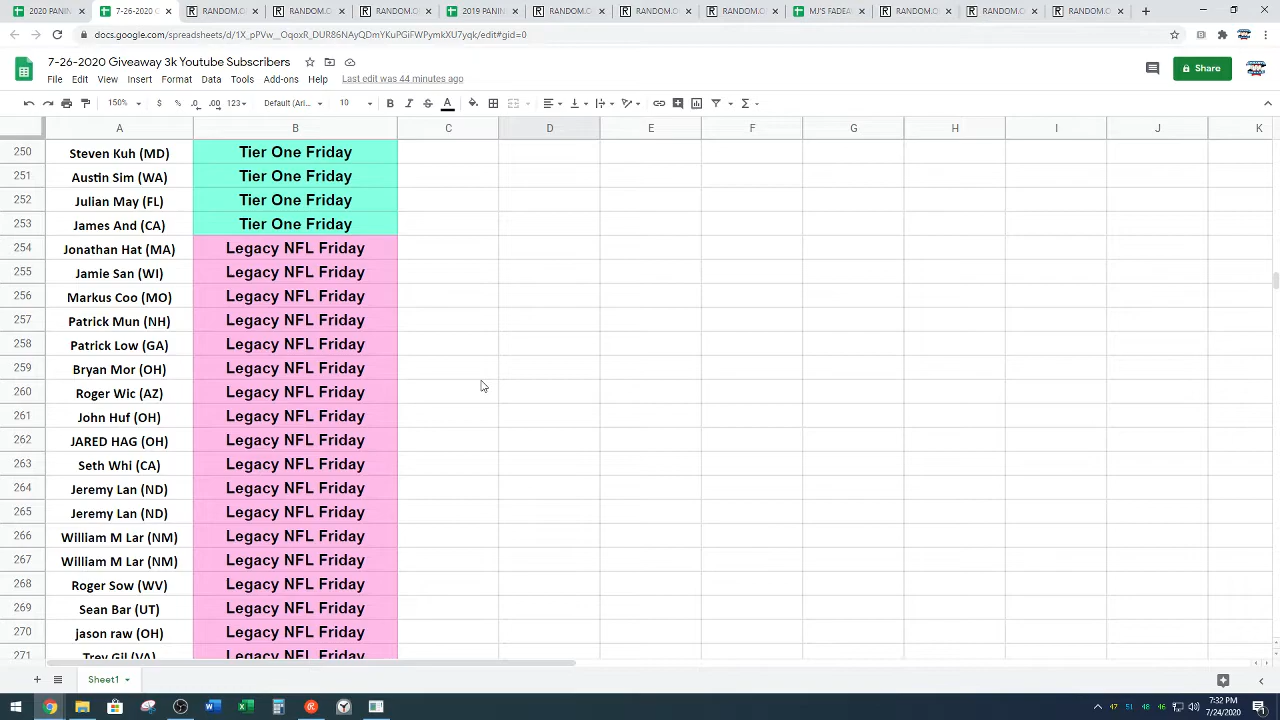 2020 PANIN
7-26-2020 G
RANDOM.O
RANDOM.O
RANDOM.O
2019 PANIN
RANDOM.O
RANDOM.O
RANDOM.O
MJ'S FADEA
RANDOM.O
RANDOM.O
RANDOM.O
docs.google.com/spreadsheets/d/
7-26-2020 Giveaway 3k Youtube Subscribers
File Edit View Insert Format Data Tools Add-ons Help Last edit was 44 minutes ago
Share
150% $ % .0 .00 123 Default (Ari... 10 B I S A
A B C D E F G H I J K
250 Steven Kuh (MD) Tier One Friday
251 Austin Sim (WA) Tier One Friday
252 Julian May (FL) Tier One Friday
253 James And (CA) Tier One Friday
254 Jonathan Hat (MA) Legacy NFL Friday
255 Jamie San (WI) Legacy NFL Friday
256 Markus Coo (MO) Legacy NFL Friday
257 Patrick Mun (NH) Legacy NFL Friday
258 Patrick Low (GA) Legacy NFL Friday
259 Bryan Mor (OH) Legacy NFL Friday
260 Roger Wic (AZ) Legacy NFL Friday
261 John Huf (OH) Legacy NFL Friday
262 JARED HAG (OH) Legacy NFL Friday
263 Seth Whi (CA) Legacy NFL Friday
264 Jeremy Lan (ND) Legacy NFL Friday
265 Jeremy Lan (ND) Legacy NFL Friday
266 William M Lar (NM) Legacy NFL Friday
267 William M Lar (NM) Legacy NFL Friday
268 Roger Sow (WV) Legacy NFL Friday
269 Sean Bar (UT) Legacy NFL Friday
270 jason raw (OH) Legacy NFL Friday
271 Trey Gil (VA) Legacy NFL Friday
Sheet1
47 51 48 46
7:32 PM
7/24/2020